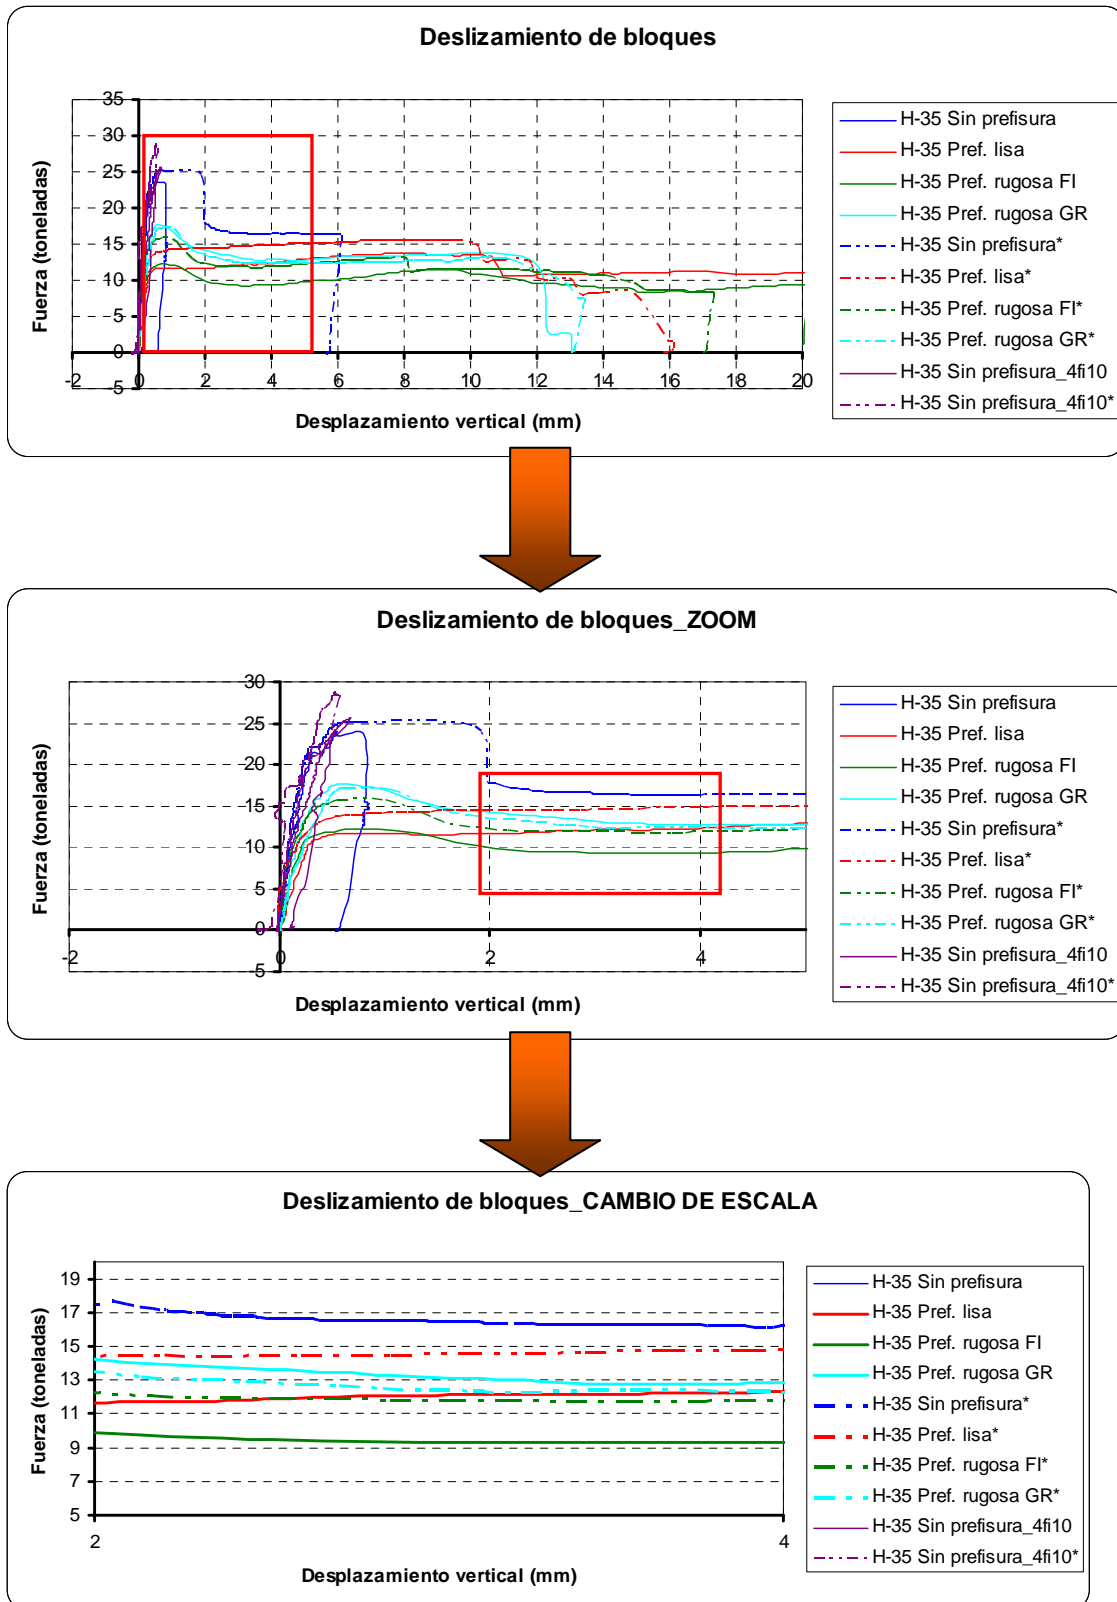 Deslizamiento de bloques
35
30
25
20
15
10
5
0
-5
-2 0 2 4 6 8 10 12 14 16 18 20
Fuerza (toneladas)
Desplazamiento vertical (mm)
H-35 Sin prefisura
H-35 Pref. lisa
H-35 Pref. rugosa FI
H-35 Pref. rugosa GR
H-35 Sin prefisura*
H-35 Pref. lisa*
H-35 Pref. rugosa FI*
H-35 Pref. rugosa GR*
H-35 Sin prefisura_4fi10
H-35 Sin prefisura_4fi10*
Deslizamiento de bloques_ZOOM
30
25
20
15
10
5
0
-5
-2 0 2 4
Fuerza (toneladas)
Desplazamiento vertical (mm)
H-35 Sin prefisura
H-35 Pref. lisa
H-35 Pref. rugosa FI
H-35 Pref. rugosa GR
H-35 Sin prefisura*
H-35 Pref. lisa*
H-35 Pref. rugosa FI*
H-35 Pref. rugosa GR*
H-35 Sin prefisura_4fi10
H-35 Sin prefisura_4fi10*
Deslizamiento de bloques_CAMBIO DE ESCALA
19
17
15
13
11
9
7
5
2 4
Fuerza (toneladas)
Desplazamiento vertical (mm)
H-35 Sin prefisura
H-35 Pref. lisa
H-35 Pref. rugosa FI
H-35 Pref. rugosa GR
H-35 Sin prefisura*
H-35 Pref. lisa*
H-35 Pref. rugosa FI*
H-35 Pref. rugosa GR*
H-35 Sin prefisura_4fi10
H-35 Sin prefisura_4fi10*